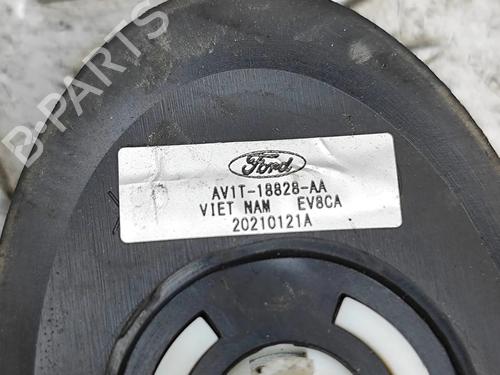 B-PARTS
Ford
AV1T-18828-AA
VIET NAM EV8CA
20210121A